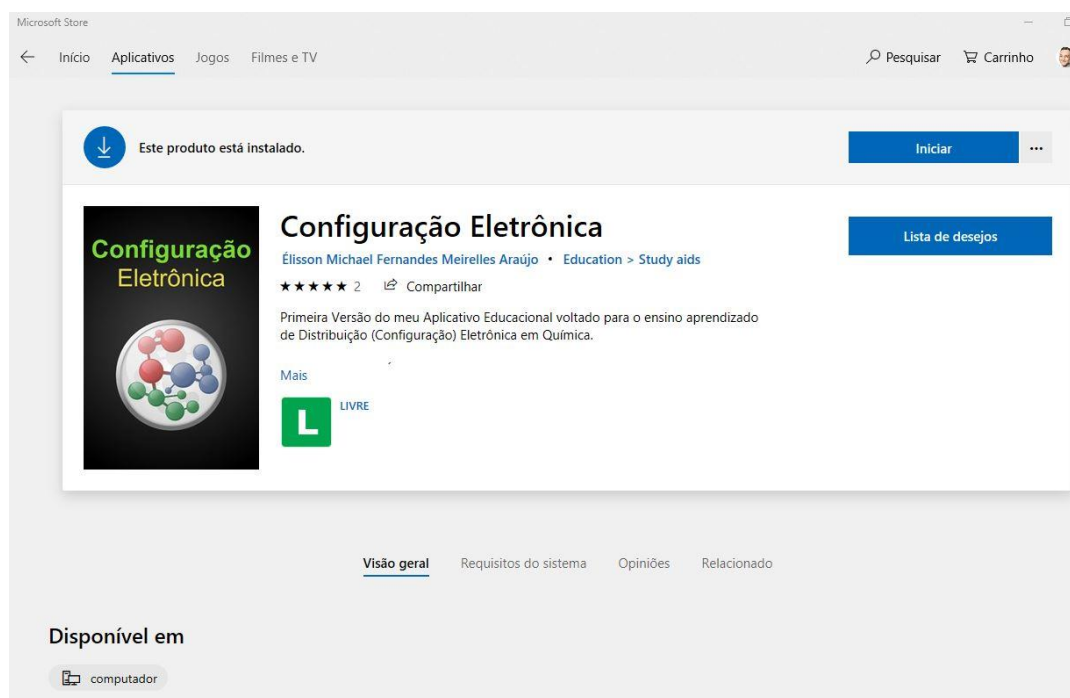 Microsoft Store
Início Aplicativos Jogos Filmes e TV Pesquisar Carrinho
Este produto está instalado.
Iniciar
Configuração
Eletrônica
Configuração Eletrônica
Élisson Michael Fernandes Meirelles Araújo • Education > Study aids
★★★★★ 2 Compartilhar
Primeira Versão do meu Aplicativo Educacional voltado para o ensino aprendizado
de Distribuição (Configuração) Eletrônica em Química.
Mais
L
LIVRE
Lista de desejos
Visão geral Requisitos do sistema Opiniões Relacionado
Disponível em
computador